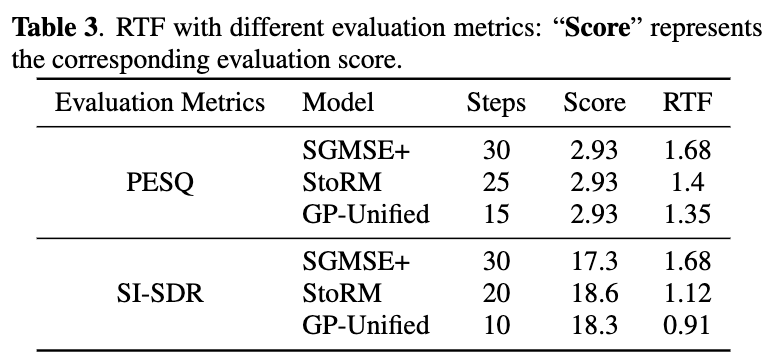 Table 3. RTF with different evaluation metrics: “Score” represents
the corresponding evaluation score.
Evaluation Metrics Model Steps Score RTF
SGMSE+ 30 2.93 1.68
PESQ StoRM 25 2.93 1.4
GP-Unified 15 2.93 1.35
SGMSE+ 30 17.3 1.68
SI-SDR StoRM 20 18.6 1.12
GP-Unified 10 18.3 0.91